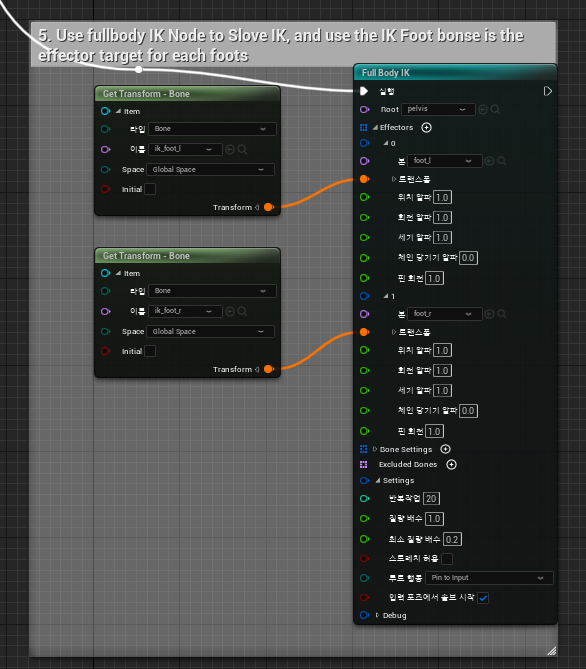 5. Use fullbody IK Node to Slove IK, and use the IK Foot bonse is the
effector target for each foots
Get Transform - Bone
Item
타입 Bone
이름 ik_foot_l
Space Global Space
Initial
Transform
Get Transform - Bone
Item
타입 Bone
이름 ik_foot_r
Space Global Space
Initial
Transform
Full Body IK
실행
Root pelvis
Effectors
0
본 foot_l
트랜스폼
위치 알파 1.0
회전 알파 1.0
세기 알파 1.0
체인 당기기 알파 0.0
핀 회전 1.0
1
본 foot_r
트랜스폼
위치 알파 1.0
회전 알파 1.0
세기 알파 1.0
체인 당기기 알파 0.0
핀 회전 1.0
Bone Settings
Excluded Bones
Settings
반복작업 20
질량 배수 1.0
최소 질량 배수 0.2
스트레치 허용
루트 행동 Pin to Input
입력 포즈에서 솔브 시작
Debug